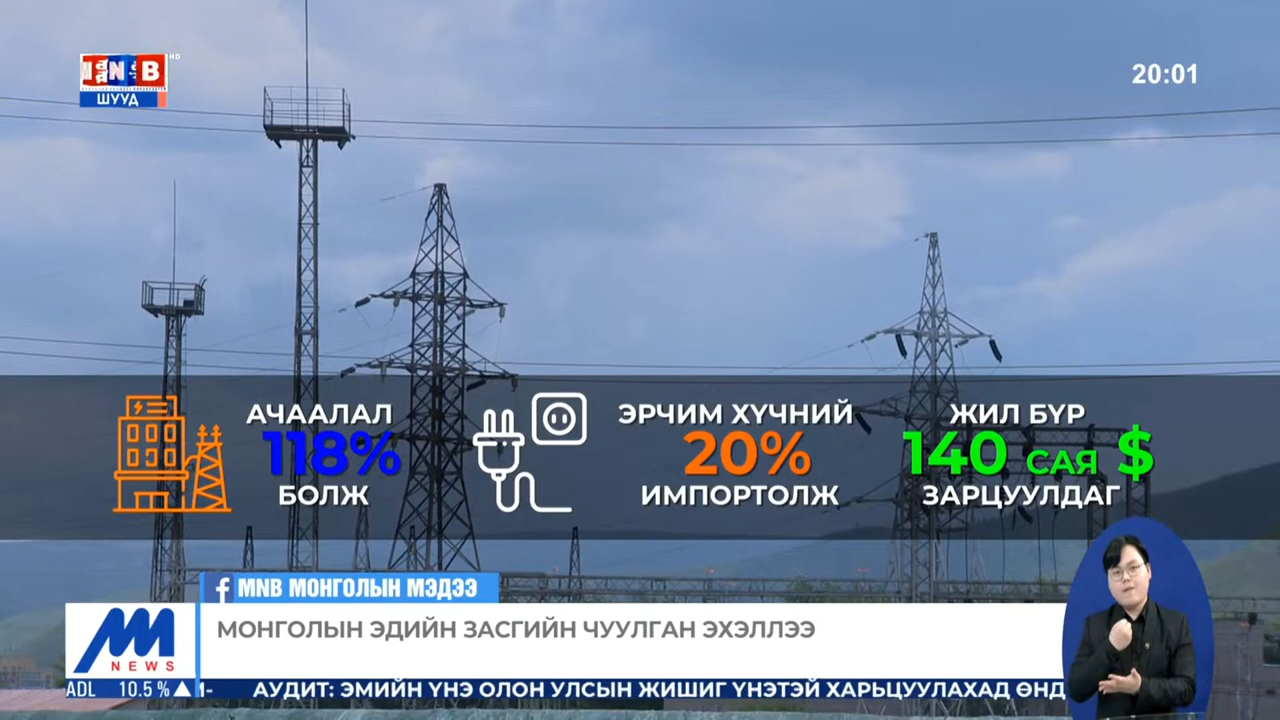 MNB HD
ШУУД
20:01
АЧААЛАЛ
118%
БОЛЖ
ЭРЧИМ ХҮЧНИЙ
20%
ИМПОРТОЛЖ
ЖИЛ БҮР
140 САЯ $
ЗАРЦУУЛДАГ
f MNB МОНГОЛЫН МЭДЭЭ
МОНГОЛЫН ЭДИЙН ЗАСГИЙН ЧУУЛГАН ЭХЭЛЛЭЭ
NEWS
ADL 10.5% ▲ АУДИТ: ЭМИЙН ҮНЭ ОЛОН УЛСЫН ЖИШИГ ҮНЭТЭЙ ХАРЬЦУУЛАХАД ӨНД